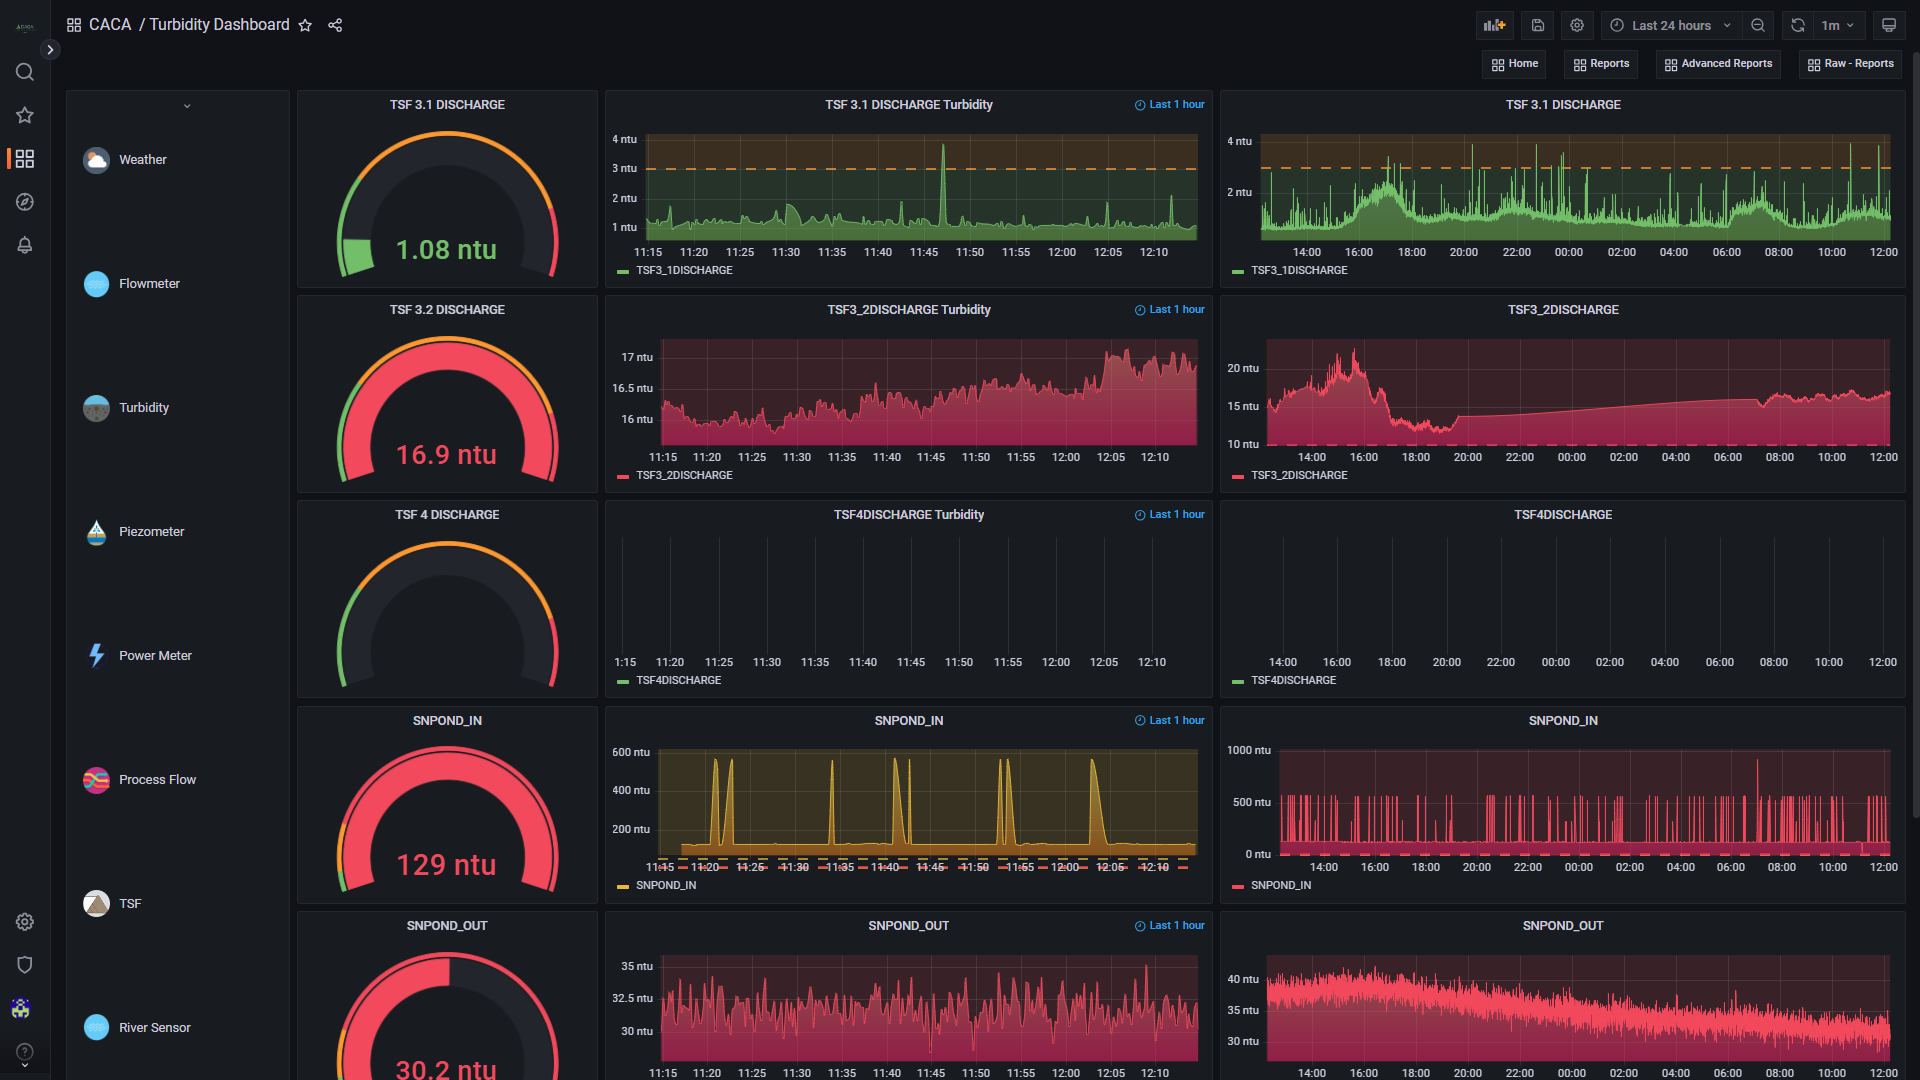 CACA / Turbidity Dashboard
Last 24 hours
1m
Home
Reports
Advanced Reports
Raw - Reports
Weather
Flowmeter
Turbidity
Piezometer
Power Meter
Process Flow
TSF
River Sensor
TSF 3.1 DISCHARGE
1.08 ntu
TSF 3.1 DISCHARGE Turbidity
Last 1 hour
4 ntu
3 ntu
2 ntu
1 ntu
11:15 11:20 11:25 11:30 11:35 11:40 11:45 11:50 11:55 12:00 12:05 12:10
TSF3_1DISCHARGE
TSF 3.1 DISCHARGE
4 ntu
2 ntu
14:00 16:00 18:00 20:00 22:00 00:00 02:00 04:00 06:00 08:00 10:00 12:00
TSF3_1DISCHARGE
TSF 3.2 DISCHARGE
16.9 ntu
TSF3_2DISCHARGE Turbidity
Last 1 hour
17 ntu
16.5 ntu
16 ntu
11:15 11:20 11:25 11:30 11:35 11:40 11:45 11:50 11:55 12:00 12:05 12:10
TSF3_2DISCHARGE
TSF3_2DISCHARGE
20 ntu
15 ntu
10 ntu
14:00 16:00 18:00 20:00 22:00 00:00 02:00 04:00 06:00 08:00 10:00 12:00
TSF3_2DISCHARGE
TSF 4 DISCHARGE
TSF4DISCHARGE Turbidity
Last 1 hour
1:15 11:20 11:25 11:30 11:35 11:40 11:45 11:50 11:55 12:00 12:05 12:10
TSF4DISCHARGE
TSF4DISCHARGE
14:00 16:00 18:00 20:00 22:00 00:00 02:00 04:00 06:00 08:00 10:00 12:00
TSF4DISCHARGE
SNPOND_IN
129 ntu
SNPOND_IN
Last 1 hour
600 ntu
400 ntu
200 ntu
11:15 11:20 11:25 11:30 11:35 11:40 11:45 11:50 11:55 12:00 12:05 12:10
SNPOND_IN
SNPOND_IN
1000 ntu
500 ntu
0 ntu
14:00 16:00 18:00 20:00 22:00 00:00 02:00 04:00 06:00 08:00 10:00 12:00
SNPOND_IN
SNPOND_OUT
30.2 ntu
SNPOND_OUT
Last 1 hour
35 ntu
32.5 ntu
30 ntu
11:15 11:20 11:25 11:30 11:35 11:40 11:45 11:50 11:55 12:00 12:05 12:10
SNPOND_OUT
40 ntu
35 ntu
30 ntu
14:00 16:00 18:00 20:00 22:00 00:00 02:00 04:00 06:00 08:00 10:00 12:00